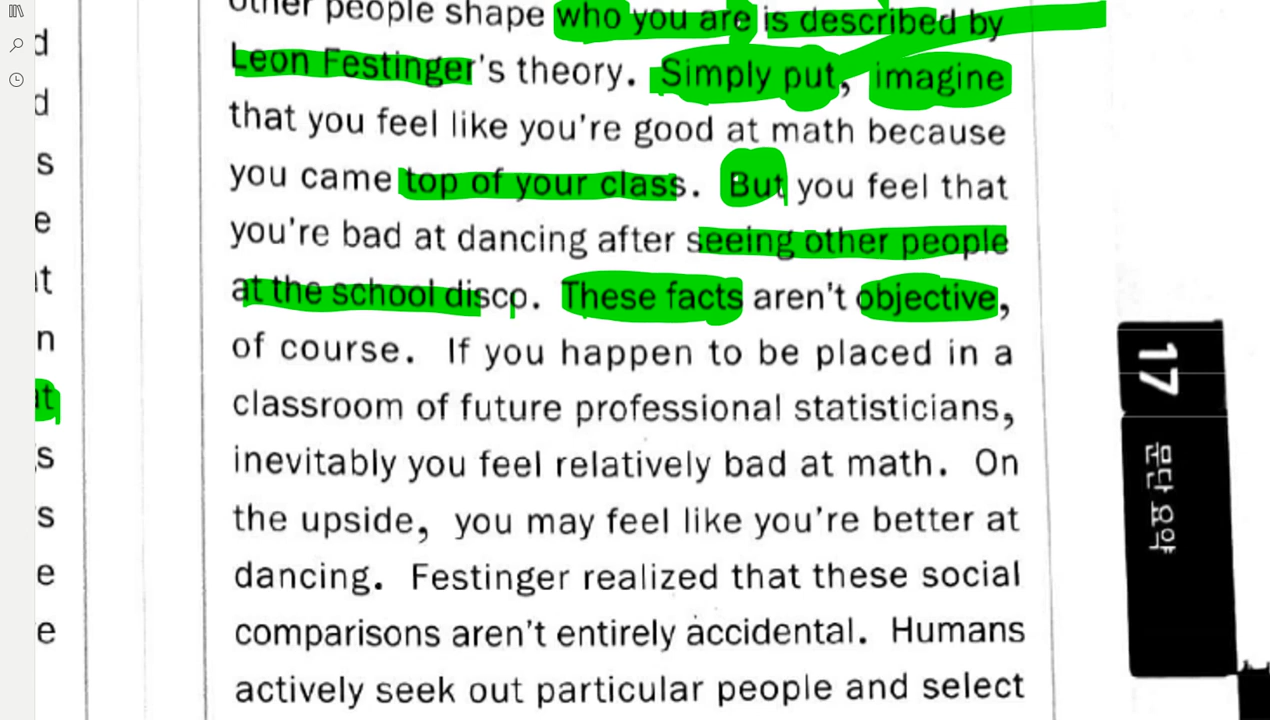 other people shape who you are is described by
Leon Festinger's theory. Simply put, imagine
that you feel like you're good at math because
you came top of your class. But you feel that
you're bad at dancing after seeing other people
at the school disco. These facts aren't objective,
of course. If you happen to be placed in a
classroom of future professional statisticians,
inevitably you feel relatively bad at math. On
the upside, you may feel like you're better at
dancing. Festinger realized that these social
comparisons aren't entirely accidental. Humans
actively seek out particular people and select
17
문단 요약